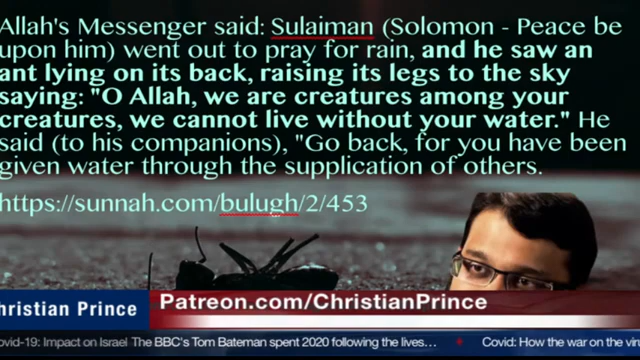 Allah's Messenger said: Sulaiman (Solomon - Peace be
upon him) went out to pray for rain, and he saw an
ant lying on its back, raising its legs to the sky
saying: "O Allah, we are creatures among your
creatures, we cannot live without your water." He
said (to his companions), "Go back, for you have been
given water through the supplication of others.
https://sunnah.com/bulugh/2/453
Patreon.com/ChristianPrince
hristian Prince
ovid-19: Impact on Israel The BBC's Tom Bateman spent 2020 following the lives... Covid: How the war on the vir